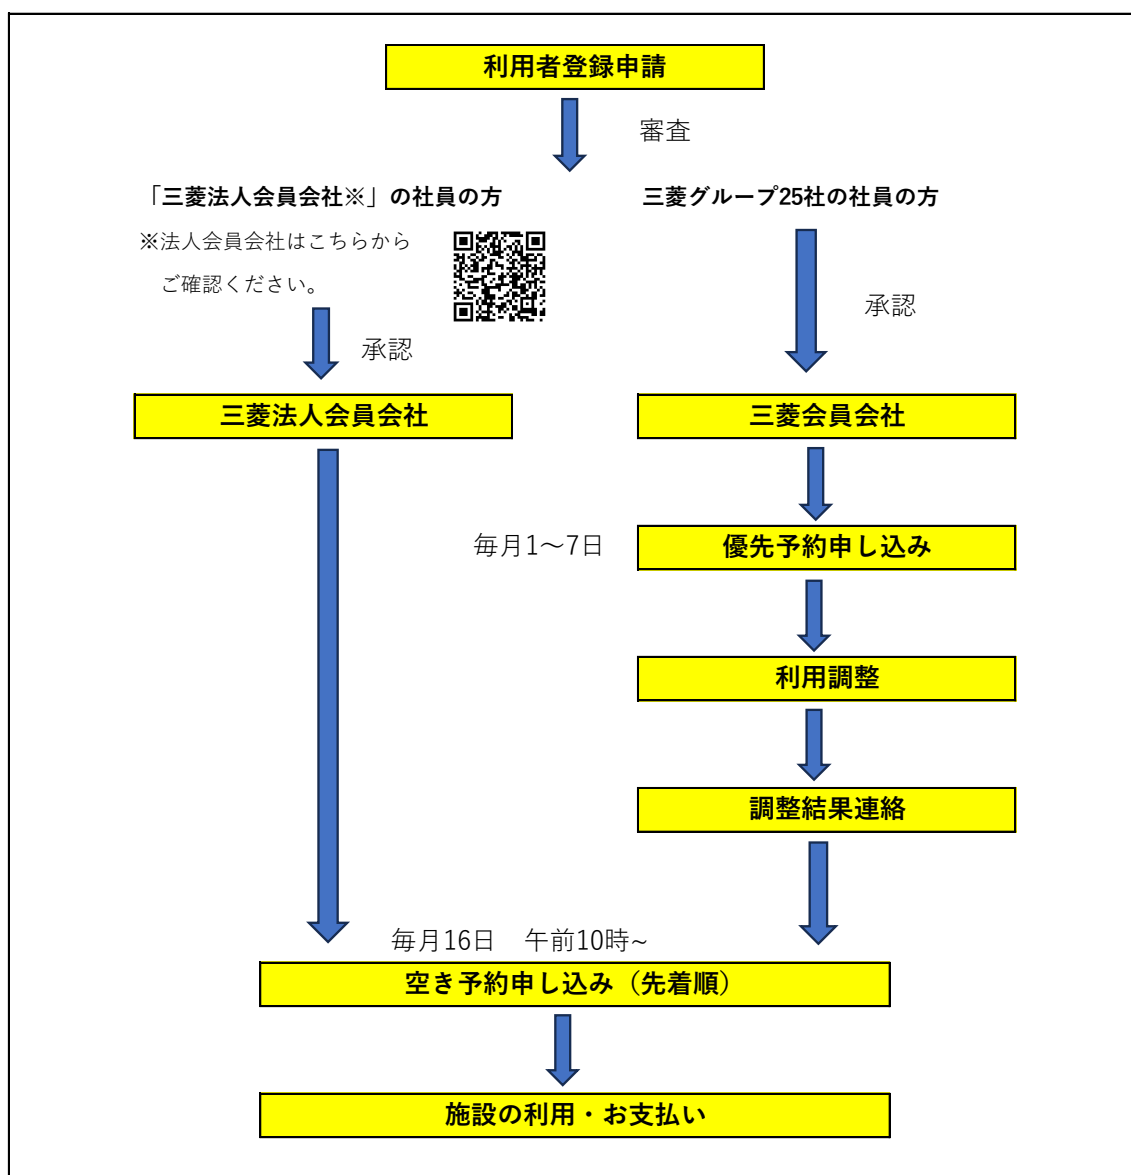 利用者登録申請
審査
「三菱法人会員会社※」の社員の方
三菱グループ25社の社員の方
※法人会員会社はこちらから
ご確認ください。
承認
承認
三菱法人会員会社
三菱会員会社
毎月1～7日
優先予約申し込み
利用調整
調整結果連絡
毎月16日　午前10時~
空き予約申し込み（先着順）
施設の利用・お支払い